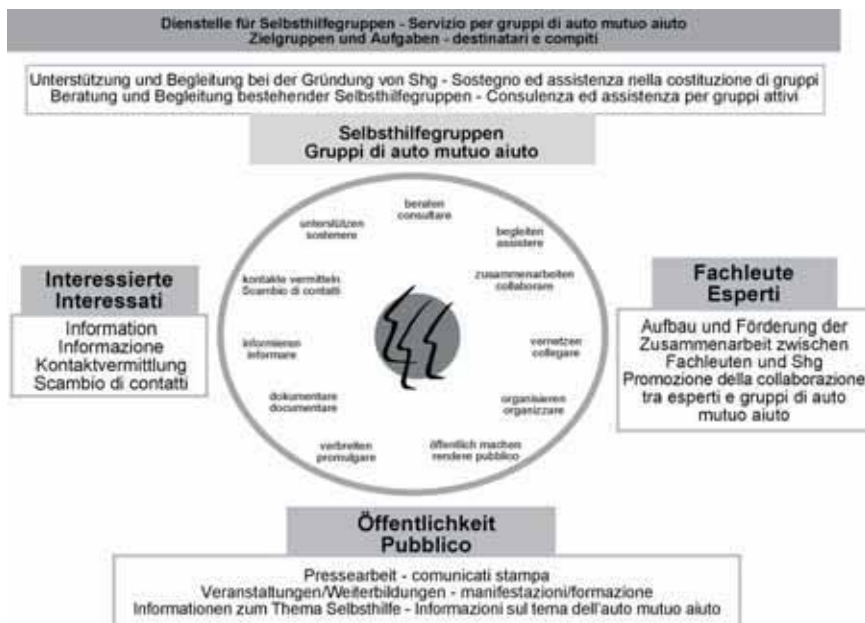 Dienstelle für Selbsthilfegruppen - Servizio per gruppi di auto mutuo aiuto
Zielgruppen und Aufgaben - destinatari e compiti
Unterstützung und Begleitung bei der Gründung von Shg - Sostegno ed assistenza nella costituzione di gruppi
Beratung und Begleitung bestehender Selbsthilfegruppen - Consulenza ed assistenza per gruppi attivi
Selbsthilfegruppen
Gruppi di auto mutuo aiuto
beraten
consultare
unterstützen
sostenere
begleiten
assistere
kontakte vermitteln
Scambio di contatti
zusammenarbeiten
collaborare
Interessierte
Interessati
Information
Informazione
Kontaktvermittlung
Scambio di contatti
Fachleute
Esperti
Aufbau und Förderung der
Zusammenarbeit zwischen
Fachleuten und Shg
Promozione della collaborazione
tra esperti e gruppi di auto
mutuo aiuto
informieren
informare
vernetzen
collegare
dokumentare
documentare
organisieren
organizzare
verbreiten
promulgare
öffentlich machen
rendere pubblico
Öffentlichkeit
Pubblico
Pressearbeit - comunicati stampa
Veranstaltungen/Weiterbildungen - manifestazioni/formazione
Informationen zum Thema Selbsthilfe - Informazioni sul tema dell'auto mutuo aiuto